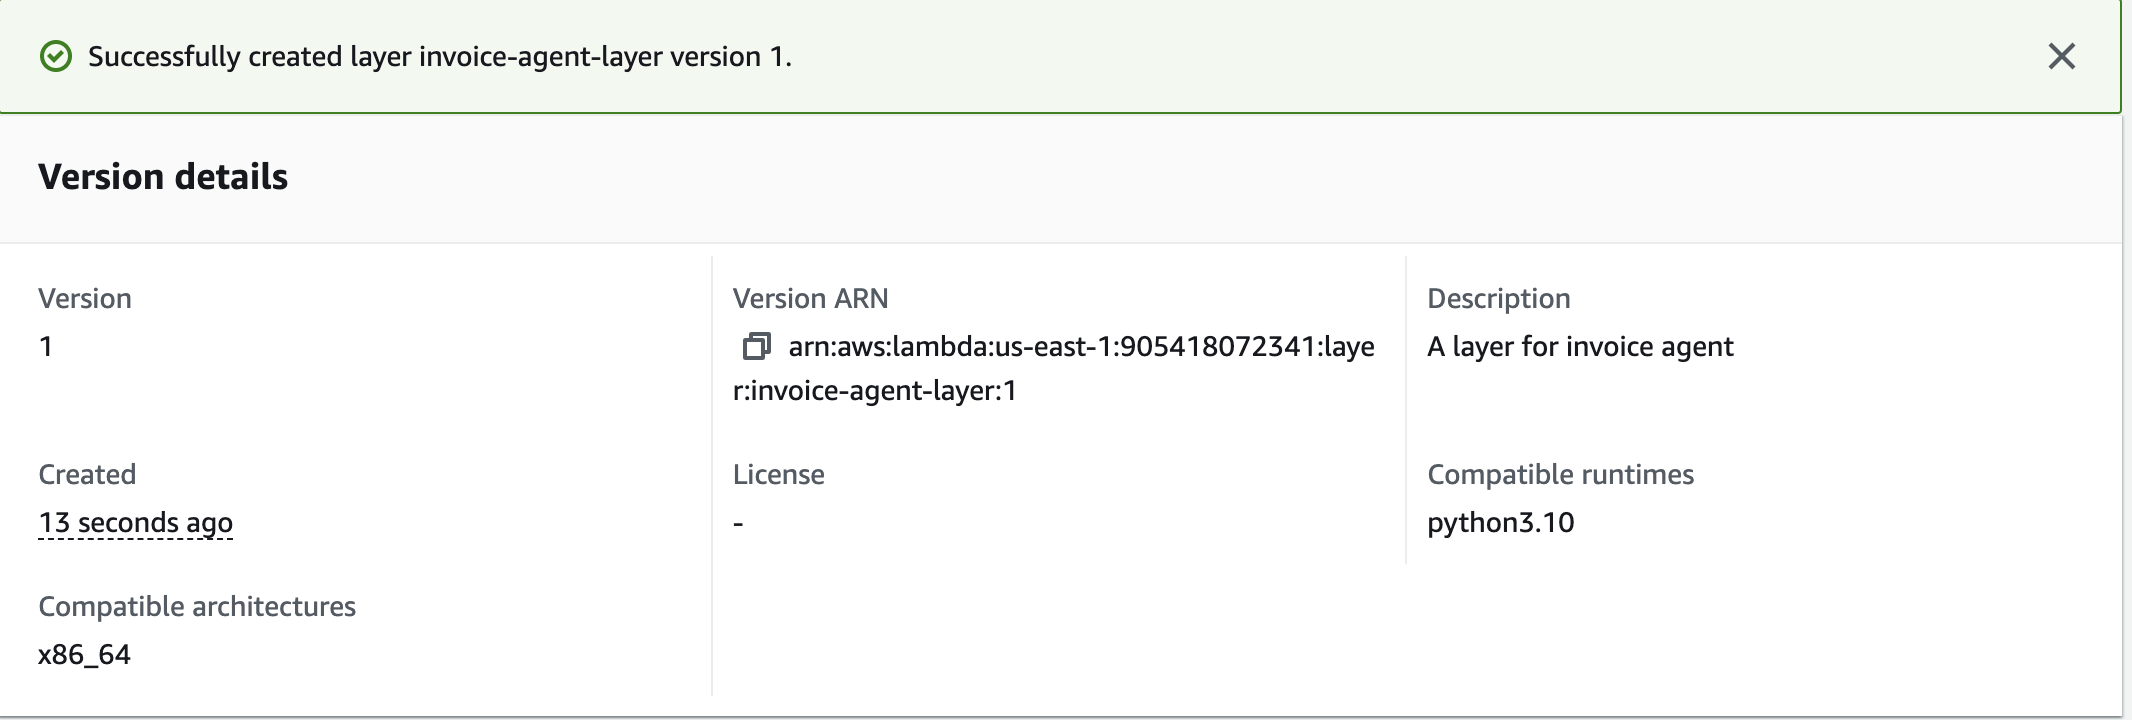 Successfully created layer invoice-agent-layer version 1.
Version details
Version
1
Version ARN
arn:aws:lambda:us-east-1:905418072341:laye
r:invoice-agent-layer:1
Description
A layer for invoice agent
Created
13 seconds ago
License
-
Compatible runtimes
python3.10
Compatible architectures
x86_64